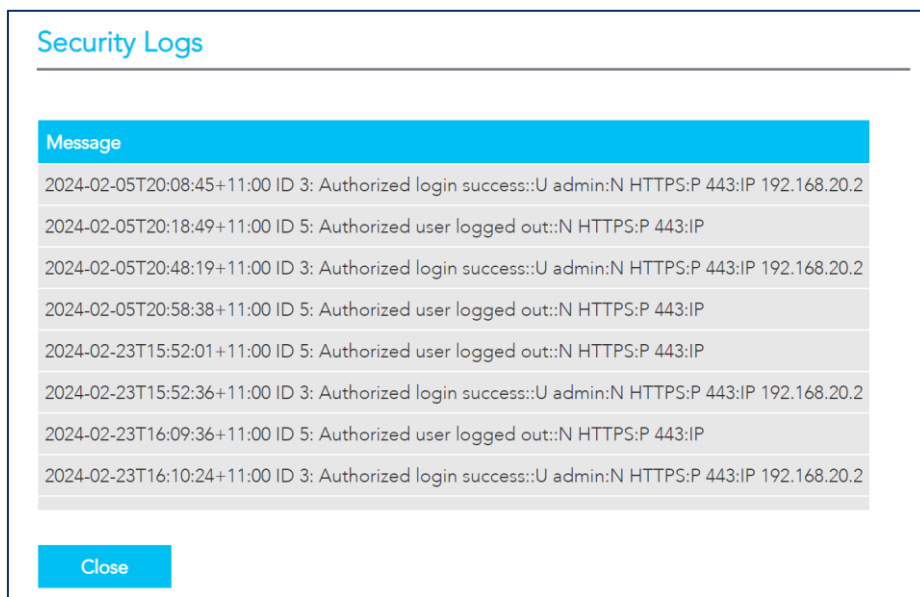 Security Logs
Message
2024-02-05T20:08:45+11:00 ID 3: Authorized login success::U admin:N HTTPS:P 443:IP 192.168.20.2
2024-02-05T20:18:49+11:00 ID 5: Authorized user logged out::N HTTPS:P 443:IP
2024-02-05T20:48:19+11:00 ID 3: Authorized login success::U admin:N HTTPS:P 443:IP 192.168.20.2
2024-02-05T20:58:38+11:00 ID 5: Authorized user logged out::N HTTPS:P 443:IP
2024-02-23T15:52:01+11:00 ID 5: Authorized user logged out::N HTTPS:P 443:IP
2024-02-23T15:52:36+11:00 ID 3: Authorized login success::U admin:N HTTPS:P 443:IP 192.168.20.2
2024-02-23T16:09:36+11:00 ID 5: Authorized user logged out::N HTTPS:P 443:IP
2024-02-23T16:10:24+11:00 ID 3: Authorized login success::U admin:N HTTPS:P 443:IP 192.168.20.2
Close